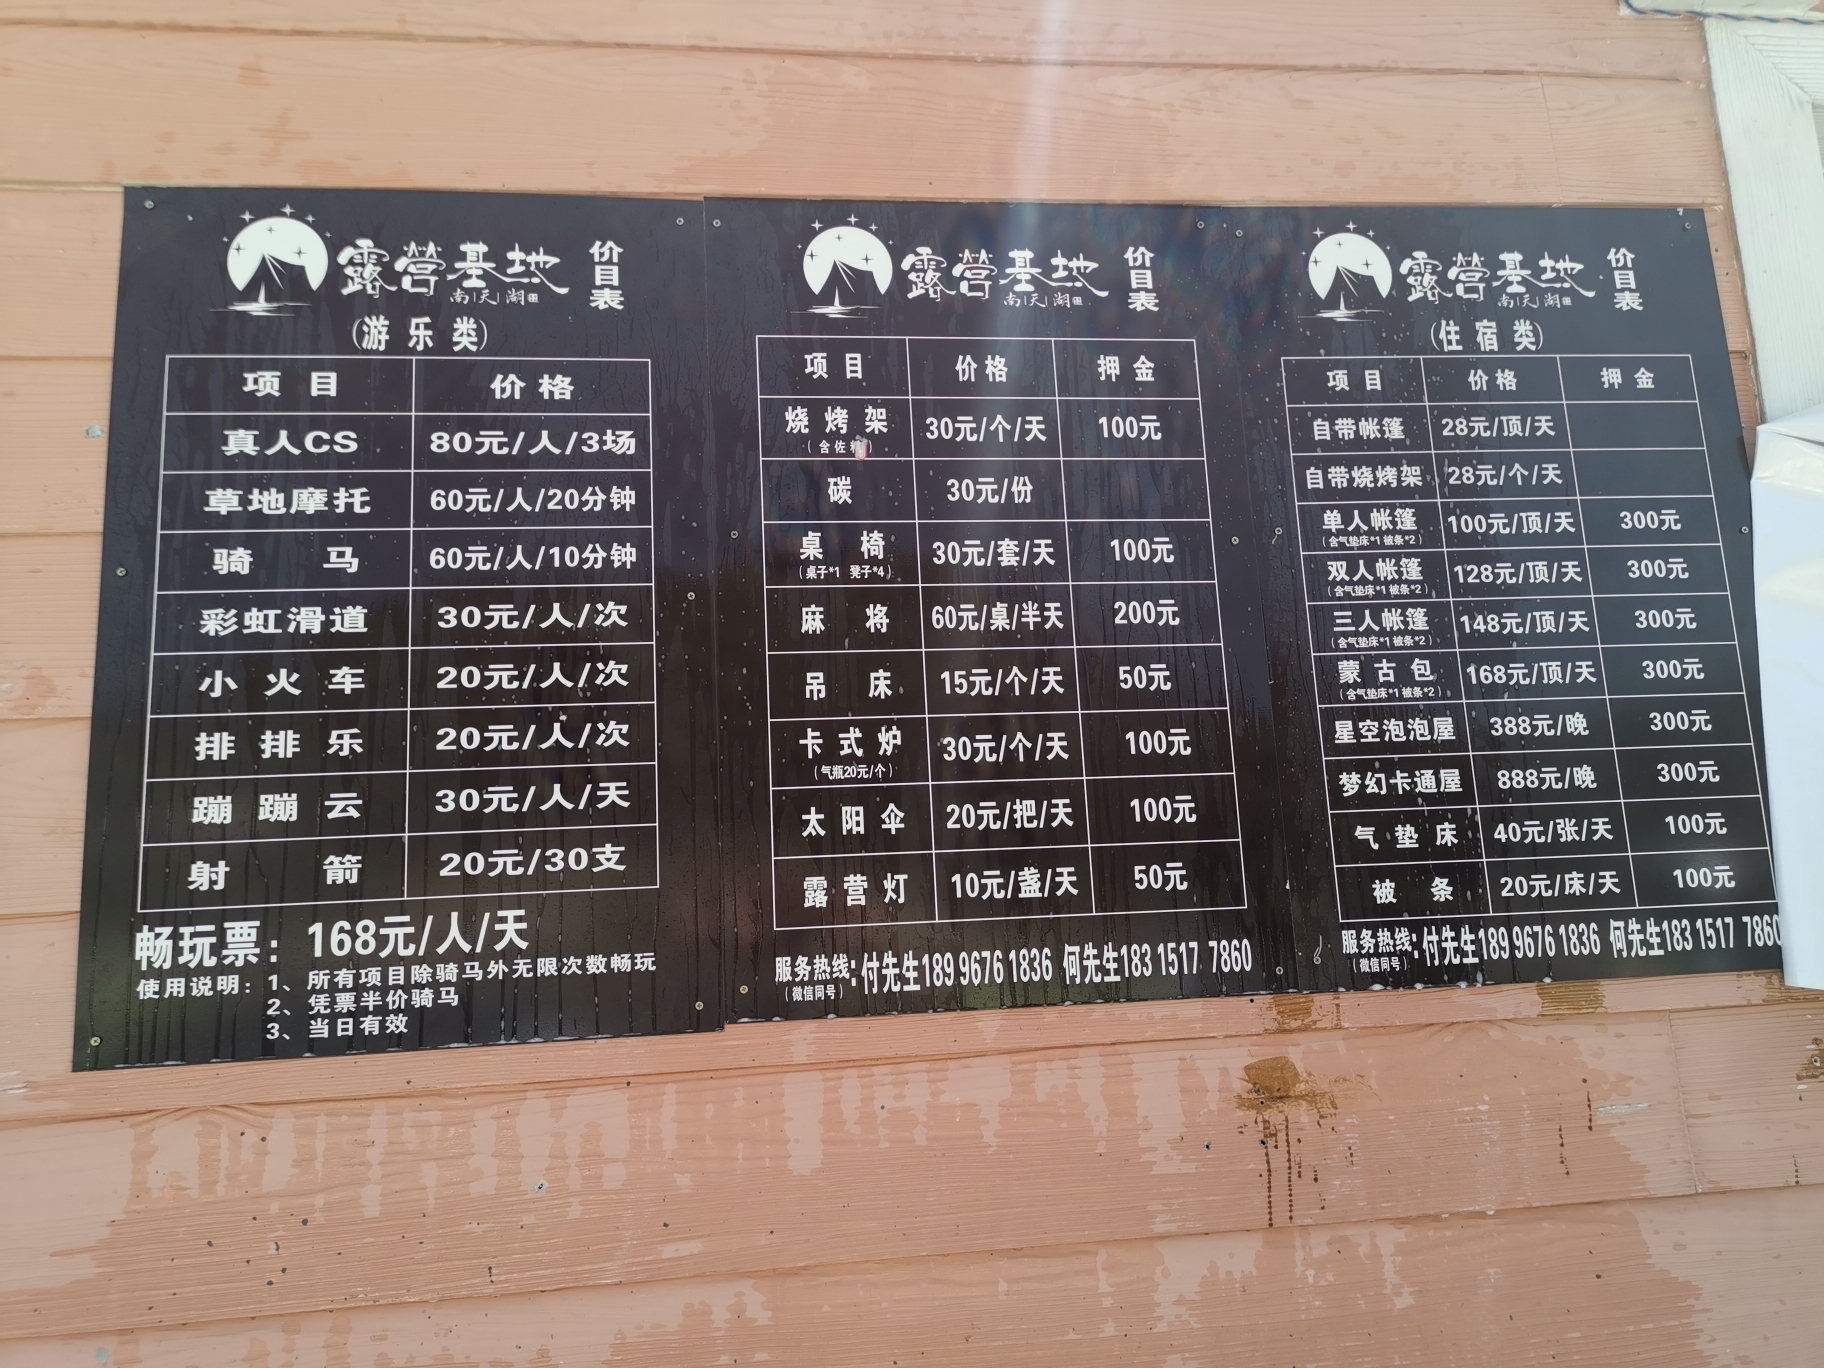 露营基地
南天湖
价目表
(游乐类)
项目 价格
真人CS 80元/人/3场
草地摩托 60元/人/20分钟
骑马 60元/人/10分钟
彩虹滑道 30元/人/次
小火车 20元/人/次
排排乐 20元/人/次
蹦蹦云 30元/人/天
射箭 20元/30支
畅玩票：168元/人/天
使用说明：1、所有项目除骑马外无限次数畅玩
2、凭票半价骑马
3、当日有效
露营基地
南天湖
价目表
项目 价格 押金
烧烤架 30元/个/天 100元
(含佐
碳 30元/份
桌椅 30元/套/天 100元
(桌子*1 凳子*4)
麻将 60元/桌/半天 200元
吊床 15元/个/天 50元
卡式炉 30元/个/天 100元
(气瓶20元/个)
太阳伞 20元/把/天 100元
露营灯 10元/盏/天 50元
服务热线：付先生189 9676 1836 何先生183 1517 7860
(微信同号)
露营基地
南天湖
价目表
(住宿类)
项目 价格 押金
自带帐篷 28元/顶/天
自带烧烤架 28元/个/天
单人帐篷 100元/顶/天 300元
(含气垫床*1 被条*2)
双人帐篷 128元/顶/天 300元
(含气垫床*1 被条*2)
三人帐篷 148元/顶/天 300元
(含气垫床*1 被条*2)
蒙古包 168元/顶/天 300元
(含气垫床*1 被条*2)
星空泡泡屋 388元/晚 300元
梦幻卡通屋 888元/晚 300元
气垫床 40元/张/天 100元
被条 20元/床/天 100元
服务热线：付先生189 9676 1836 何先生183 1517 7860
(微信同号)